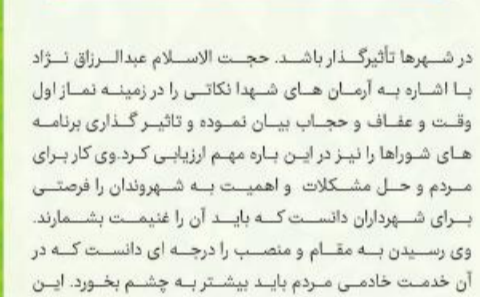 در شهرها تأثیرگذار باشد. حجت الاسلام عبدالرزاق نژاد
با اشاره به آرمان های شهدا نکاتی را در زمینه نماز اول
وقت و عفاف و حجاب بیان نموده و تاثیر گذاری برنامه
های شوراها را نیز در این باره مهم ارزیابی کرد.وی کار برای
مردم و حل مشکلات و اهمیت به شهروندان را فرصتی
برای شهرداران دانست که باید آن را غنیمت بشمارند.
وی رسیدن به مقام و منصب را درجه ای دانست که در
آن خدمت خادمی مردم باید بیشتر به چشم بخورد. این